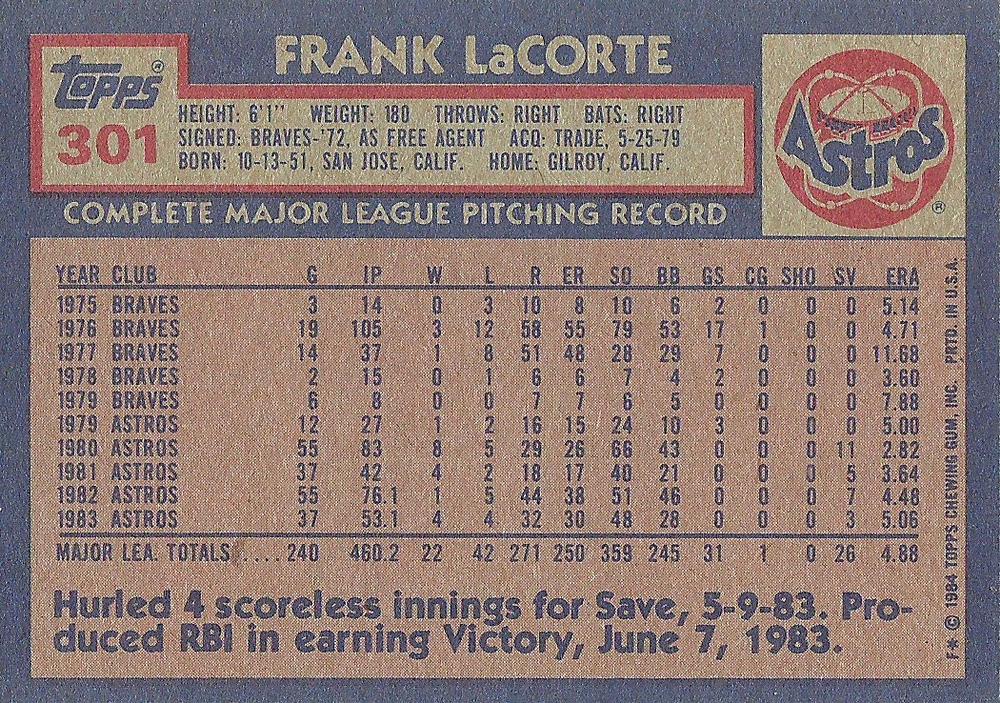 FRANK LaCORTE
Topps®
301
HEIGHT: 6'1" WEIGHT: 180 THROWS: RIGHT BATS: RIGHT
SIGNED: BRAVES-'72, AS FREE AGENT ACQ: TRADE, 5-25-79
BORN: 10-13-51, SAN JOSE, CALIF. HOME: GILROY, CALIF.
Astros ®
COMPLETE MAJOR LEAGUE PITCHING RECORD
YEAR CLUB G IP W L R ER SO BB GS CG SHO SV ERA
1975 BRAVES 3 14 0 3 10 8 10 6 2 0 0 0 5.14
1976 BRAVES 19 105 3 12 58 55 79 53 17 1 0 0 4.71
1977 BRAVES 14 37 1 8 51 48 28 29 7 0 0 0 11.68
1978 BRAVES 2 15 0 1 6 6 7 4 2 0 0 0 3.60
1979 BRAVES 6 8 0 0 7 7 6 5 0 0 0 0 7.88
1979 ASTROS 12 27 1 2 16 15 24 10 3 0 0 0 5.00
1980 ASTROS 55 83 8 5 29 26 66 43 0 0 0 11 2.82
1981 ASTROS 37 42 4 2 18 17 40 21 0 0 0 5 3.64
1982 ASTROS 55 76.1 1 5 44 38 51 46 0 0 0 7 4.48
1983 ASTROS 37 53.1 4 4 32 30 48 28 0 0 0 3 5.06
MAJOR LEA. TOTALS .... 240 460.2 22 42 271 250 359 245 31 1 0 26 4.88
Hurled 4 scoreless innings for Save, 5-9-83. Pro-
duced RBI in earning Victory, June 7, 1983.
F* © 1984 TOPPS CHEWING GUM, INC. PRTD. IN U.S.A.